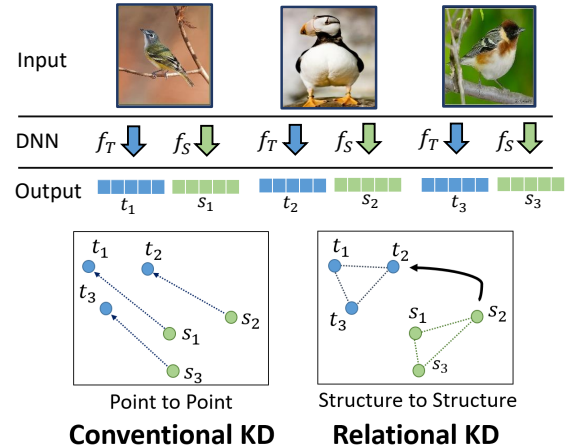 Input
DNN
f_T
f_S
f_T
f_S
f_T
f_S
Output
t_1
s_1
t_2
s_2
t_3
s_3
t_1
t_2
t_3
s_1
s_2
s_3
Point to Point
Conventional KD
t_1
t_2
t_3
s_1
s_2
s_3
Structure to Structure
Relational KD